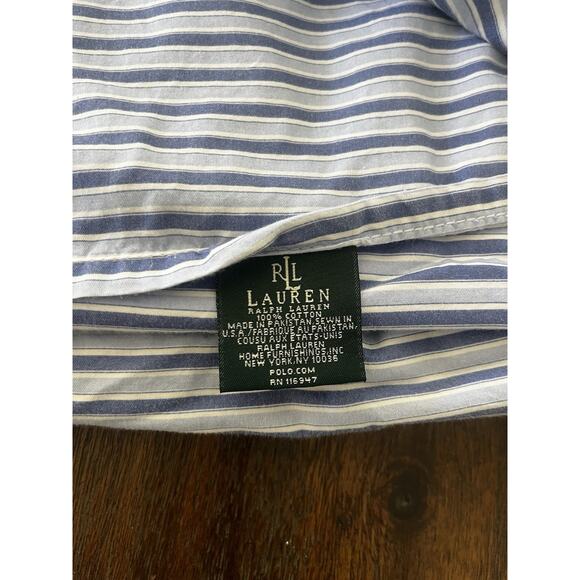 RLL
LAUREN
RALPH LAUREN
100% COTTON
MADE IN PAKISTAN, SEWN IN
U.S.A./FABRIQUE AU PAKISTAN,
COUSU AUX ETATS-UNIS
RALPH LAUREN
HOME FURNISHINGS, INC
NEW YORK, NY 10036
POLO.COM
RN 116947